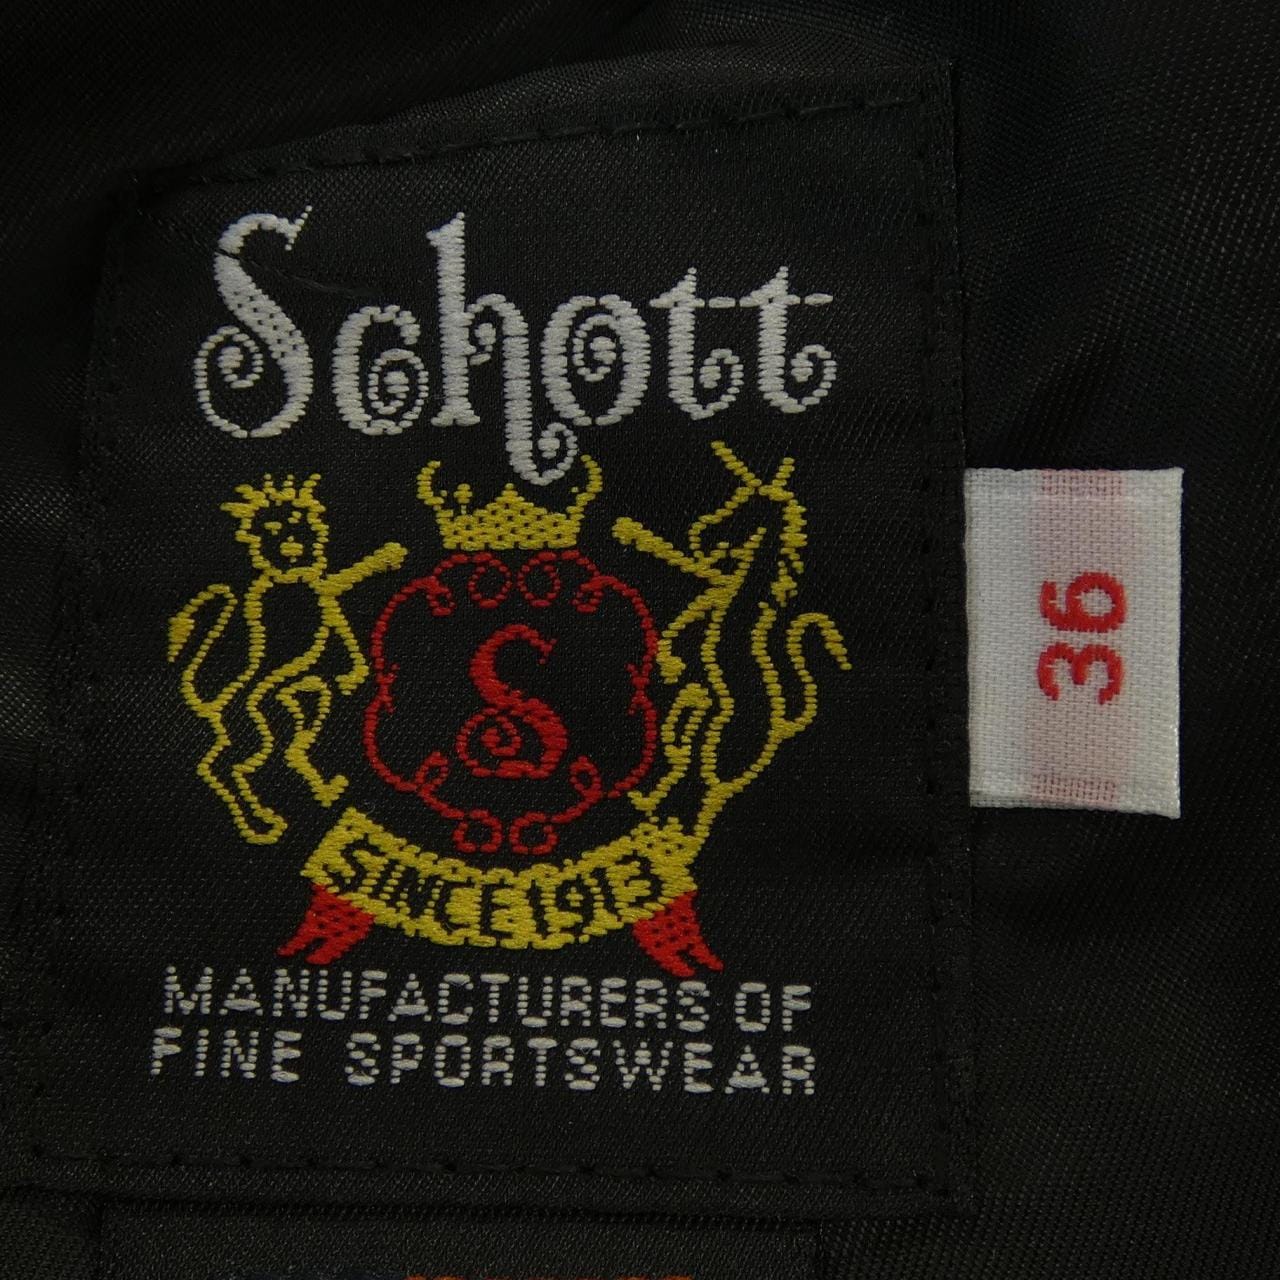 Schott
S
SINCE 1913
MANUFACTURERS OF
FINE SPORTSWEAR
36